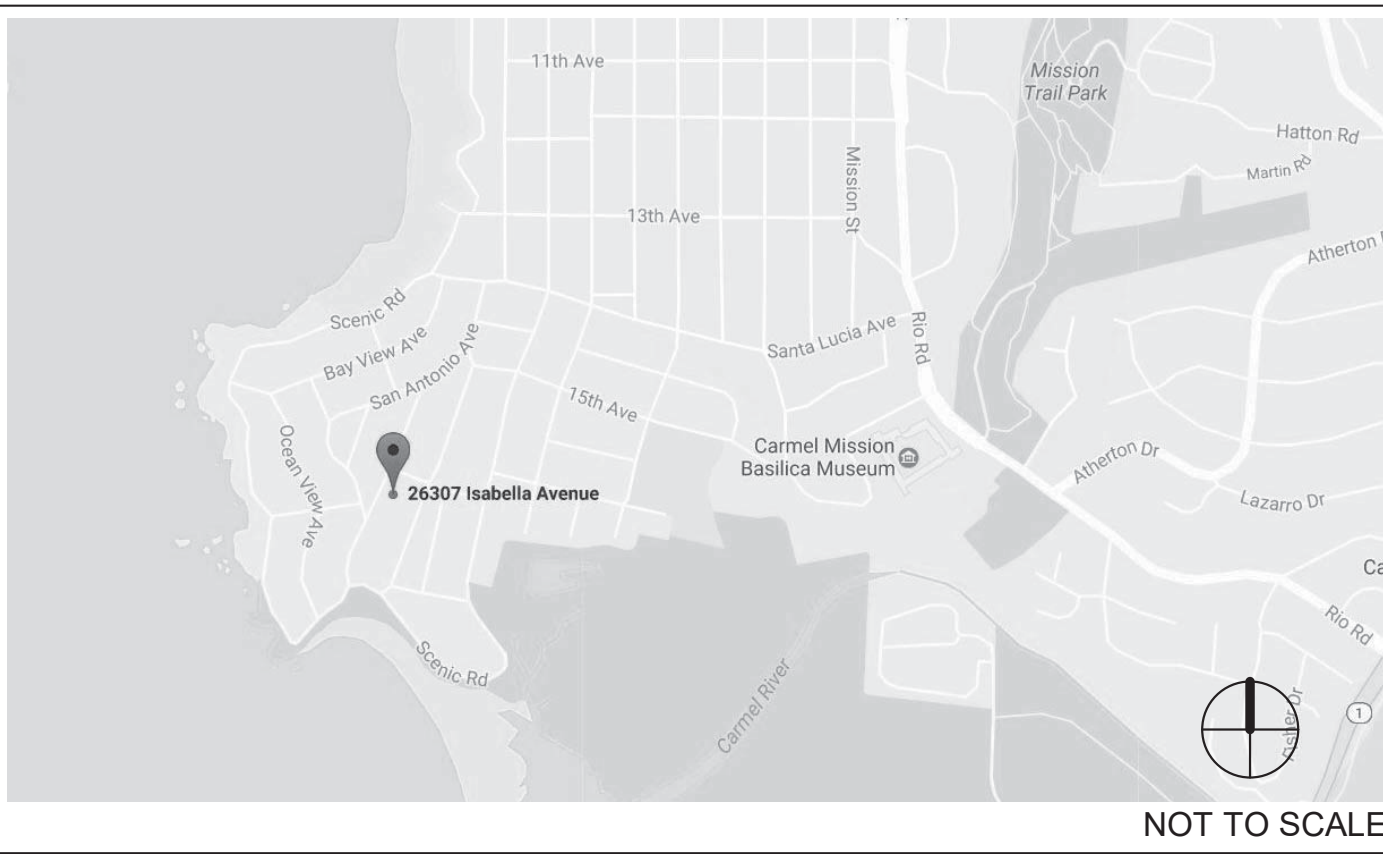 11th Ave
Mission
Trail Park
Hatton Rd
Martin Rd
Mission St
13th Ave
Atherton
Scenic Rd
Bay View Ave
San Antonio Ave
Santa Lucia Ave
Rio Rd
15th Ave
Ocean View Ave
Carmel Mission
Basilica Museum
Atherton Dr
26307 Isabella Avenue
Lazarro Dr
Ca
Rio Rd
Scenic Rd
Carmel River
Dr
1
NOT TO SCALE